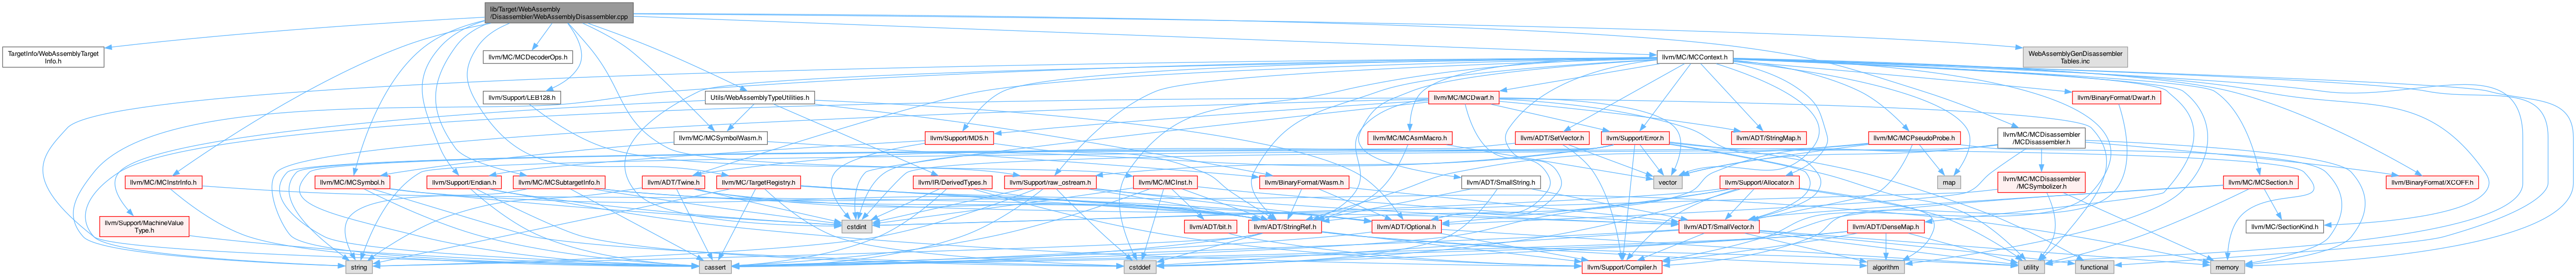 lib/Target/WebAssembly
/Disassembler/WebAssemblyDisassembler.cpp
TargetInfo/WebAssemblyTarget
Info.h
llvm/MC/MCDecoderOps.h
llvm/MC/MCContext.h
WebAssemblyGenDisassembler
Tables.inc
llvm/Support/LEB128.h
Utils/WebAssemblyTypeUtilities.h
llvm/MC/MCDwarf.h
llvm/BinaryFormat/Dwarf.h
llvm/MC/MCSymbolWasm.h
llvm/Support/MD5.h
llvm/MC/MCAsmMacro.h
llvm/ADT/SetVector.h
llvm/Support/Error.h
llvm/ADT/StringMap.h
llvm/MC/MCPseudoProbe.h
llvm/MC/MCDisassembler
/MCDisassembler.h
llvm/MC/MCInstrInfo.h
llvm/MC/MCSymbol.h
llvm/Support/Endian.h
llvm/MC/MCSubtargetInfo.h
llvm/ADT/Twine.h
llvm/MC/TargetRegistry.h
llvm/IR/DerivedTypes.h
llvm/Support/raw_ostream.h
llvm/MC/MCInst.h
llvm/BinaryFormat/Wasm.h
llvm/ADT/SmallString.h
vector
llvm/Support/Allocator.h
map
llvm/MC/MCDisassembler
/MCSymbolizer.h
llvm/MC/MCSection.h
llvm/BinaryFormat/XCOFF.h
llvm/Support/MachineValue
Type.h
cstdint
llvm/ADT/bit.h
llvm/ADT/StringRef.h
llvm/ADT/Optional.h
llvm/ADT/SmallVector.h
llvm/ADT/DenseMap.h
llvm/MC/SectionKind.h
string
cassert
cstddef
llvm/Support/Compiler.h
algorithm
utility
functional
memory